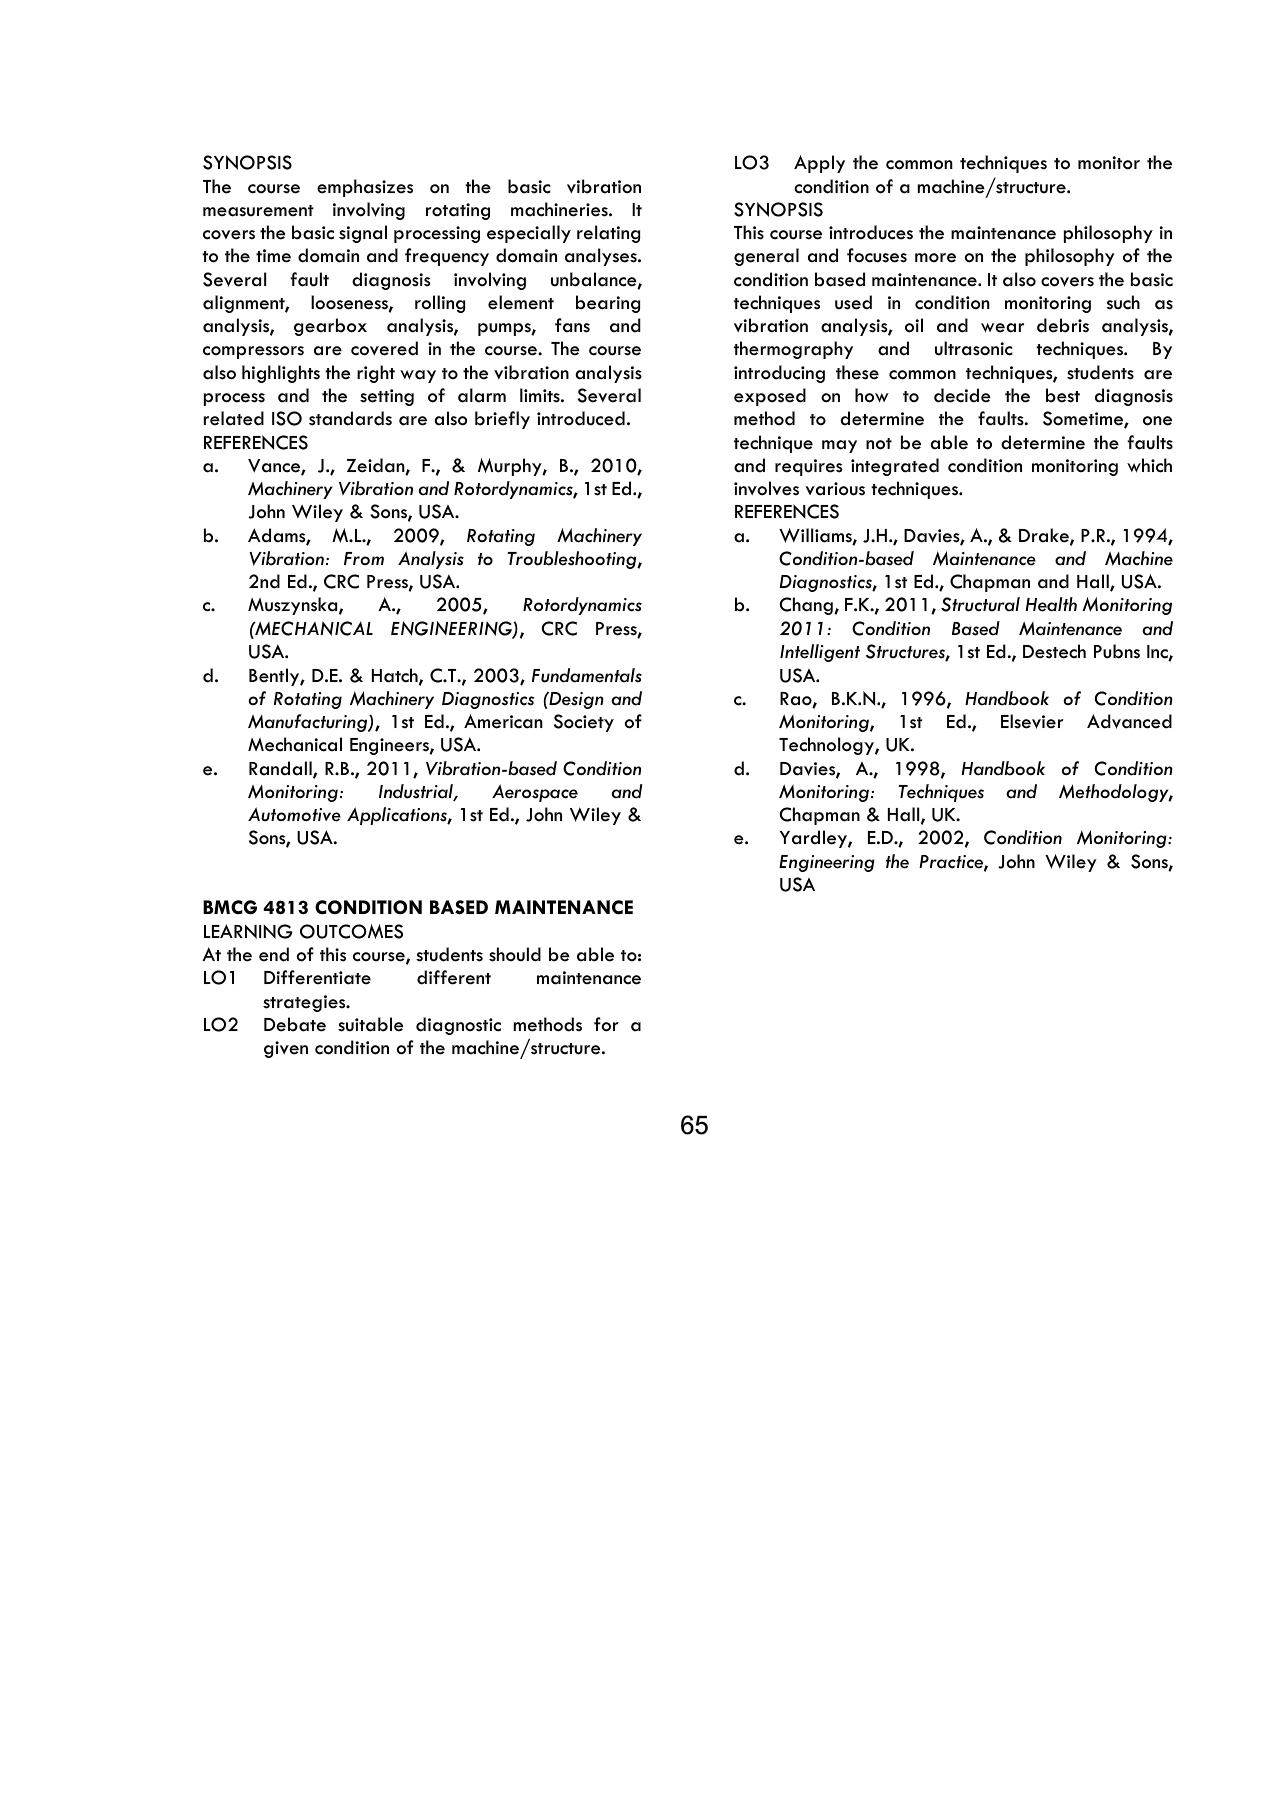 SYNOPSIS
The course emphasizes on the basic vibration
measurement involving rotating machineries. It
covers the basic signal processing especially relating
to the time domain and frequency domain analyses.
Several fault diagnosis involving unbalance,
alignment, looseness, rolling element bearing
analysis, gearbox analysis, pumps, fans and
compressors are covered in the course. The course
also highlights the right way to the vibration analysis
process and the setting of alarm limits. Several
related ISO standards are also briefly introduced.
REFERENCES
a. Vance, J., Zeidan, F., & Murphy, B., 2010,
Machinery Vibration and Rotordynamics, 1st Ed.,
John Wiley & Sons, USA.
b. Adams, M.L., 2009, Rotating Machinery
Vibration: From Analysis to Troubleshooting,
2nd Ed., CRC Press, USA.
c. Muszynska, A., 2005, Rotordynamics
(MECHANICAL ENGINEERING), CRC Press,
USA.
d. Bently, D.E. & Hatch, C.T., 2003, Fundamentals
of Rotating Machinery Diagnostics (Design and
Manufacturing), 1st Ed., American Society of
Mechanical Engineers, USA.
e. Randall, R.B., 2011, Vibration-based Condition
Monitoring: Industrial, Aerospace and
Automotive Applications, 1st Ed., John Wiley &
Sons, USA.
BMCG 4813 CONDITION BASED MAINTENANCE
LEARNING OUTCOMES
At the end of this course, students should be able to:
LO1 Differentiate different maintenance
strategies.
LO2 Debate suitable diagnostic methods for a
given condition of the machine/structure.
LO3 Apply the common techniques to monitor the
condition of a machine/structure.
SYNOPSIS
This course introduces the maintenance philosophy in
general and focuses more on the philosophy of the
condition based maintenance. It also covers the basic
techniques used in condition monitoring such as
vibration analysis, oil and wear debris analysis,
thermography and ultrasonic techniques. By
introducing these common techniques, students are
exposed on how to decide the best diagnosis
method to determine the faults. Sometime, one
technique may not be able to determine the faults
and requires integrated condition monitoring which
involves various techniques.
REFERENCES
a. Williams, J.H., Davies, A., & Drake, P.R., 1994,
Condition-based Maintenance and Machine
Diagnostics, 1st Ed., Chapman and Hall, USA.
b. Chang, F.K., 2011, Structural Health Monitoring
2011: Condition Based Maintenance and
Intelligent Structures, 1st Ed., Destech Pubns Inc,
USA.
c. Rao, B.K.N., 1996, Handbook of Condition
Monitoring, 1st Ed., Elsevier Advanced
Technology, UK.
d. Davies, A., 1998, Handbook of Condition
Monitoring: Techniques and Methodology,
Chapman & Hall, UK.
e. Yardley, E.D., 2002, Condition Monitoring:
Engineering the Practice, John Wiley & Sons,
USA
65